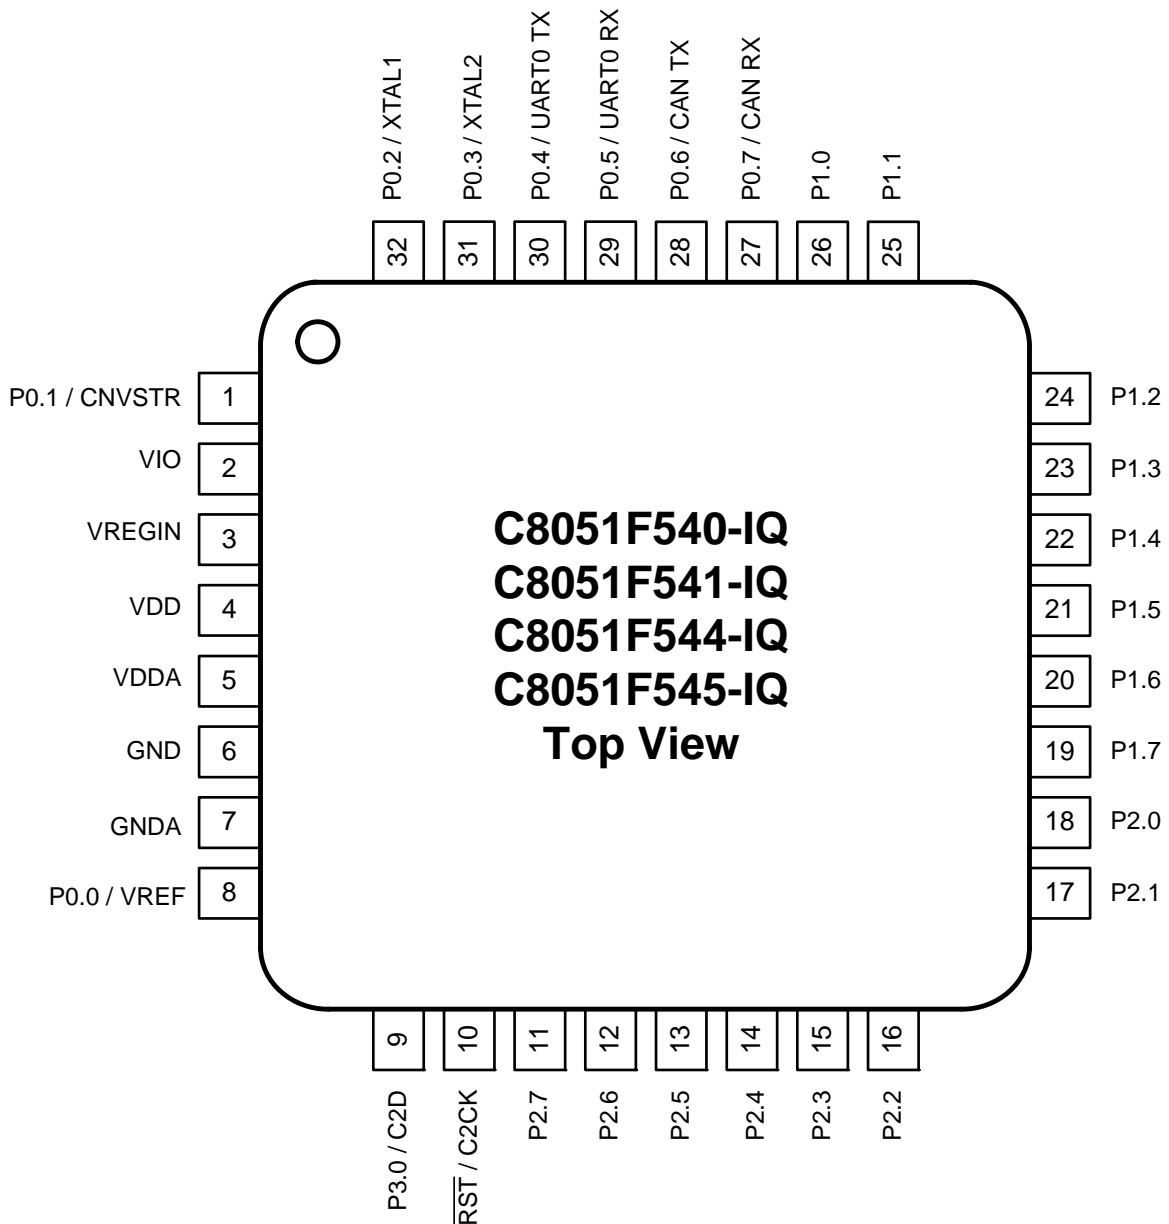 P0.2 / XTAL1
P0.3 / XTAL2
P0.4 / UART0 TX
P0.5 / UART0 RX
P0.6 / CAN TX
P0.7 / CAN RX
P1.0
P1.1
32
31
30
29
28
27
26
25
P0.1 / CNVSTR
1
VIO
2
VREGIN
3
VDD
4
VDDA
5
GND
6
GNDA
7
P0.0 / VREF
8
C8051F540-IQ
C8051F541-IQ
C8051F544-IQ
C8051F545-IQ
Top View
24
P1.2
23
P1.3
22
P1.4
21
P1.5
20
P1.6
19
P1.7
18
P2.0
17
P2.1
9
10
11
12
13
14
15
16
P3.0 / C2D
R̅S̅T̅ / C2CK
P2.7
P2.6
P2.5
P2.4
P2.3
P2.2